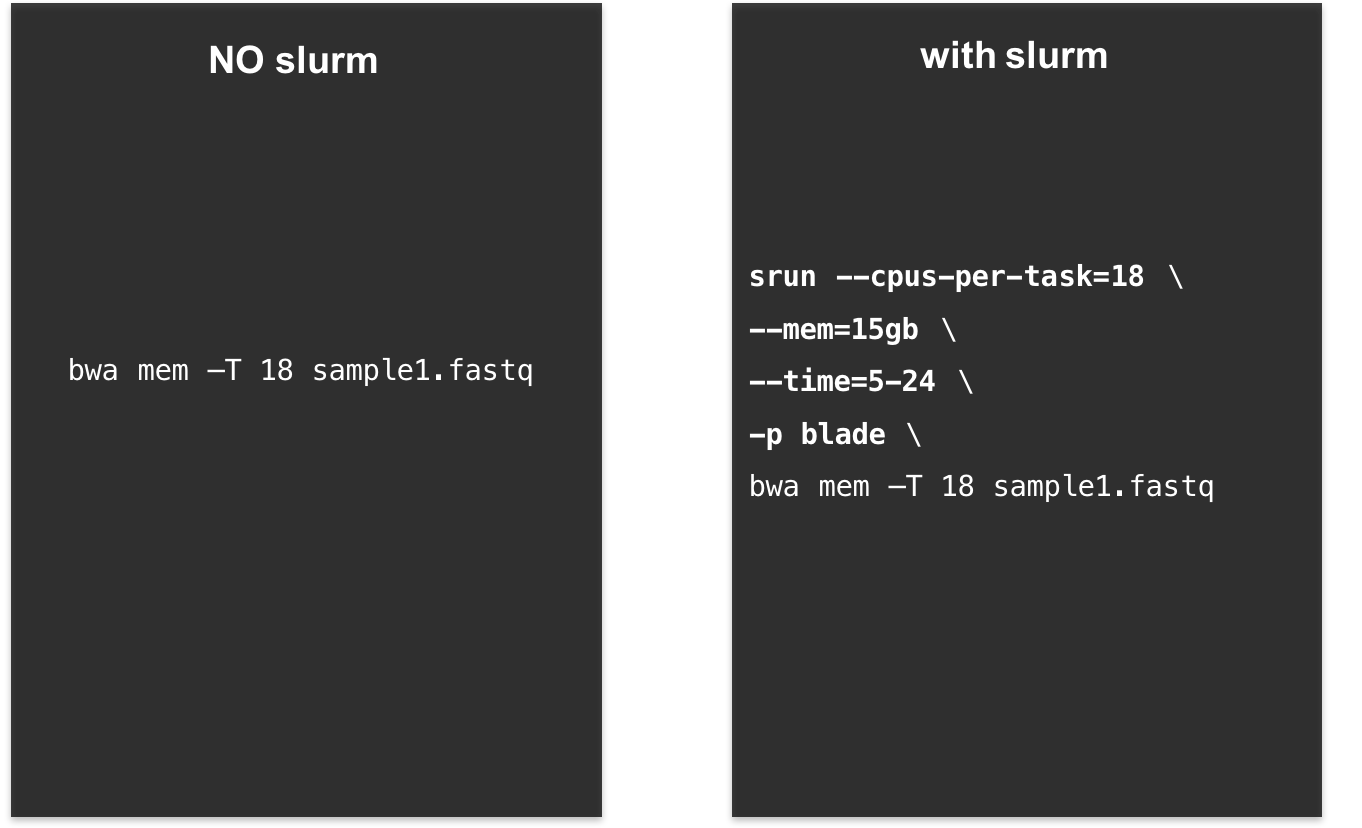 NO slurm
bwa mem –T 18 sample1.fastq
with slurm
srun --cpus-per-task=18 \
--mem=15gb \
--time=5-24 \
-p blade \
bwa mem –T 18 sample1.fastq